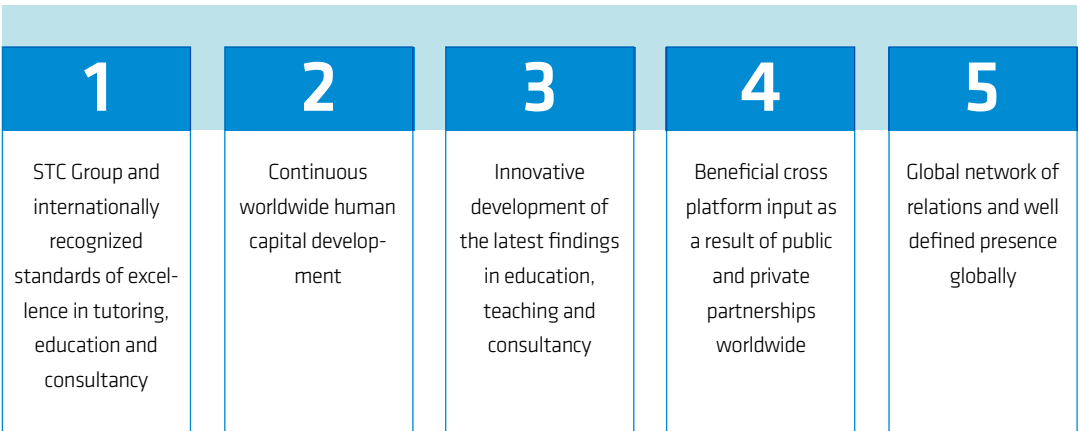 1
STC Group and
internationally
recognized
standards of excel-
lence in tutoring,
education and
consultancy
2
Continuous
worldwide human
capital develop-
ment
3
Innovative
development of
the latest findings
in education,
teaching and
consultancy
4
Beneficial cross
platform input as
a result of public
and private
partnerships
worldwide
5
Global network of
relations and well
defined presence
globally